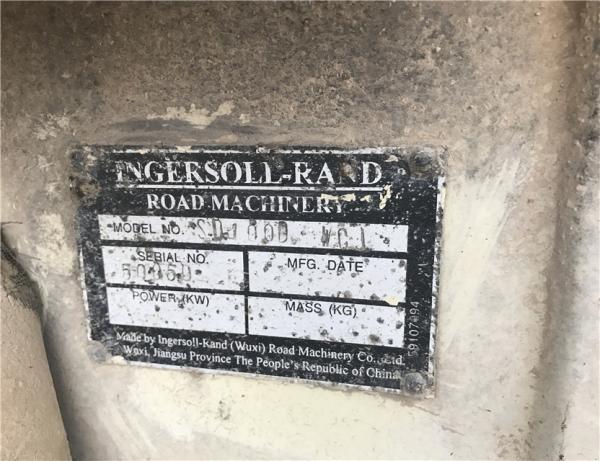 INGERSOLL-RAND
ROAD MACHINERY
MODEL NO. SD100D
SERIAL NO.
MFG. DATE
POWER (KW)
MASS (KG)
Made by Ingersoll-Rand (Wuxi) Road Machinery Co., Ltd.
Wuxi, Jiangsu Province The People's Republic of China